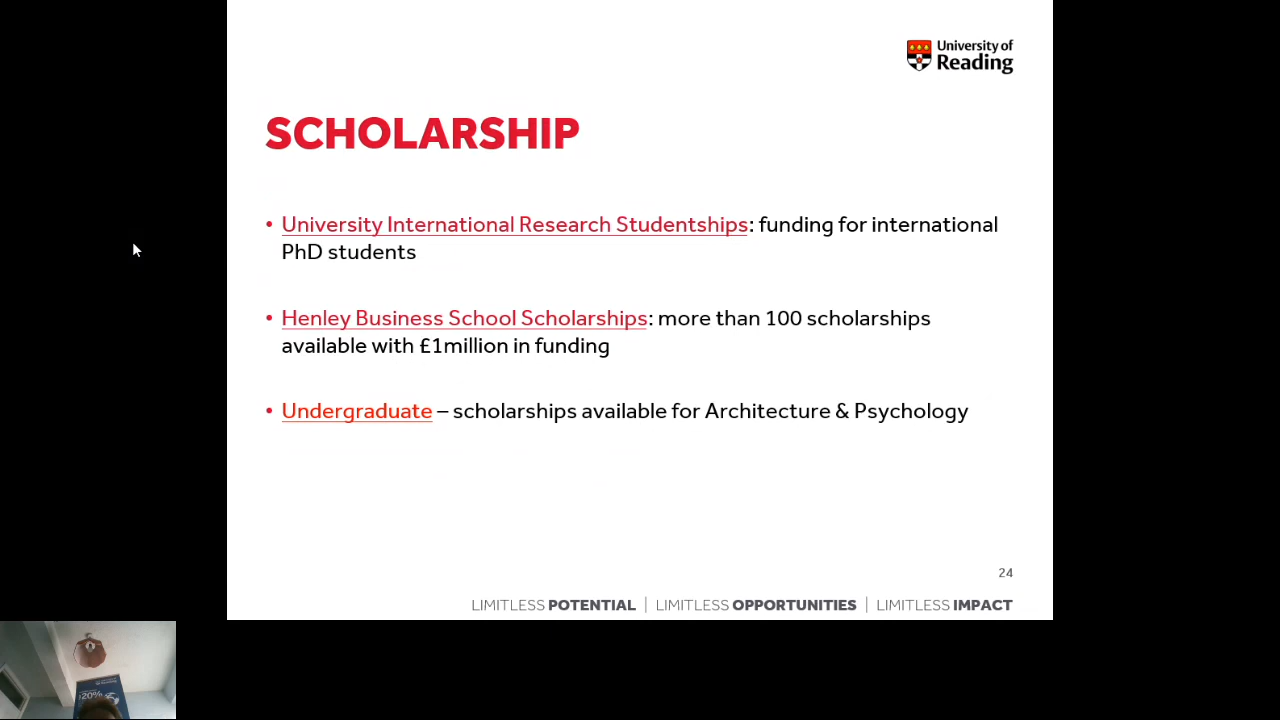 University of
Reading
SCHOLARSHIP
• University International Research Studentships: funding for international
PhD students
• Henley Business School Scholarships: more than 100 scholarships
available with £1million in funding
• Undergraduate – scholarships available for Architecture & Psychology
24
LIMITLESS POTENTIAL | LIMITLESS OPPORTUNITIES | LIMITLESS IMPACT
20%